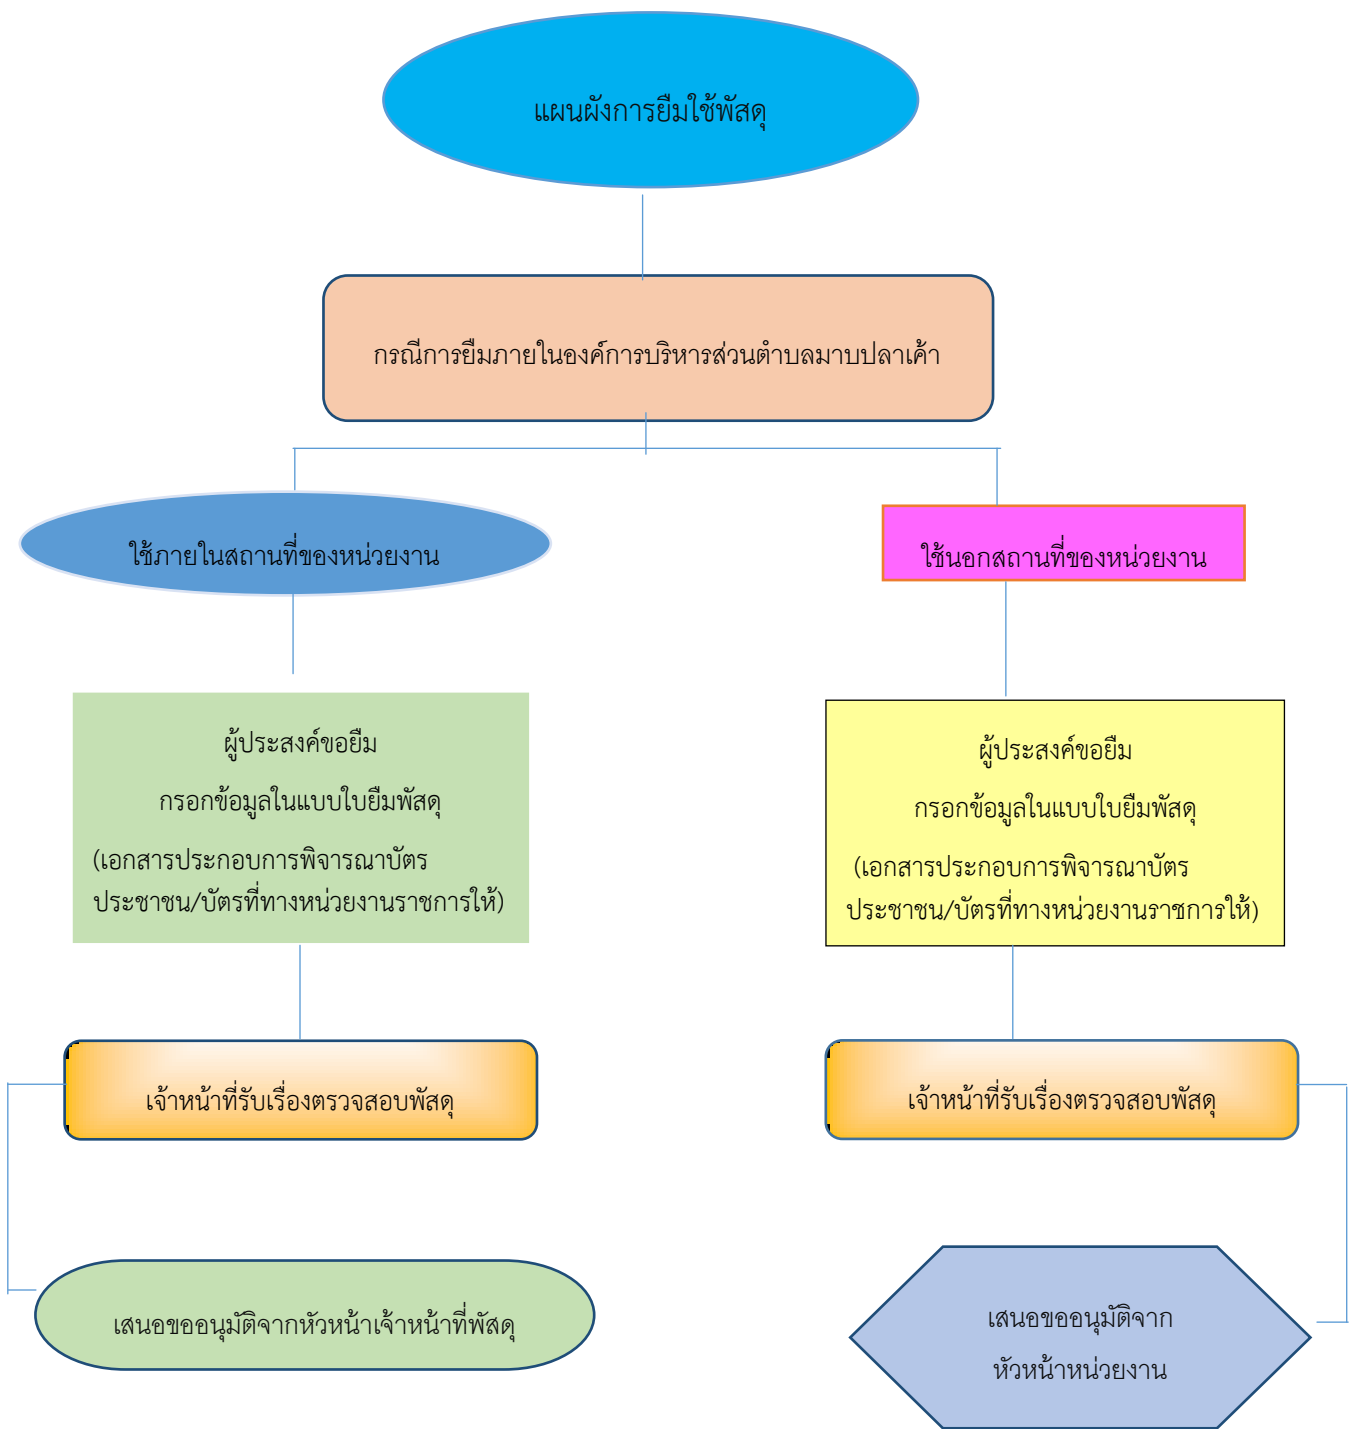 แผนผังการยืมใช้พัสดุ
กรณีการยืมภายในองค์การบริหารส่วนตำบลมาบปลาเค้า
ใช้ภายในสถานที่ของหน่วยงาน
ใช้นอกสถานที่ของหน่วยงาน
ผู้ประสงค์ขอยืม
กรอกข้อมูลในแบบใบยืมพัสดุ
(เอกสารประกอบการพิจารณาบัตร
ประชาชน/บัตรที่ทางหน่วยงานราชการให้)
ผู้ประสงค์ขอยืม
กรอกข้อมูลในแบบใบยืมพัสดุ
(เอกสารประกอบการพิจารณาบัตร
ประชาชน/บัตรที่ทางหน่วยงานราชการให้)
เจ้าหน้าที่รับเรื่องตรวจสอบพัสดุ
เจ้าหน้าที่รับเรื่องตรวจสอบพัสดุ
เสนอขออนุมัติจากหัวหน้าเจ้าหน้าที่พัสดุ
เสนอขออนุมัติจาก
หัวหน้าหน่วยงาน